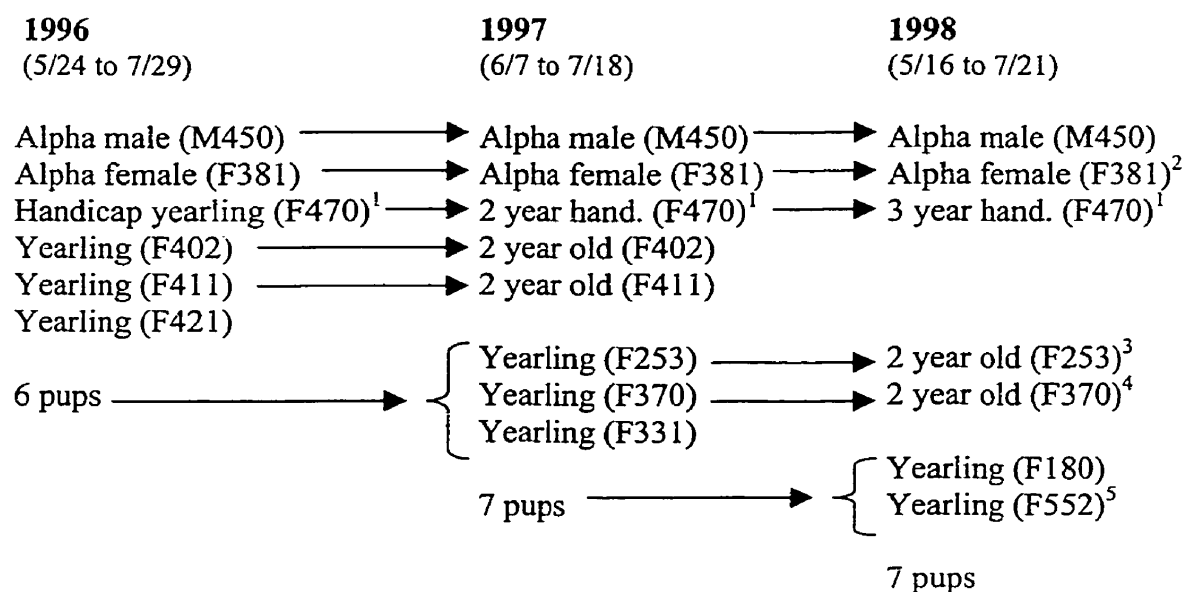 1996 1997 1998
(5/24 to 7/29) (6/7 to 7/18) (5/16 to 7/21)
Alpha male (M450) Alpha male (M450) Alpha male (M450)
Alpha female (F381) Alpha female (F381) Alpha female (F381)²
Handicap yearling (F470)¹ 2 year hand. (F470)¹ 3 year hand. (F470)¹
Yearling (F402) 2 year old (F402)
Yearling (F411) 2 year old (F411)
Yearling (F421)
Yearling (F253) 2 year old (F253)³
6 pups Yearling (F370) 2 year old (F370)⁴
Yearling (F331)
Yearling (F180)
7 pups Yearling (F552)⁵
7 pups